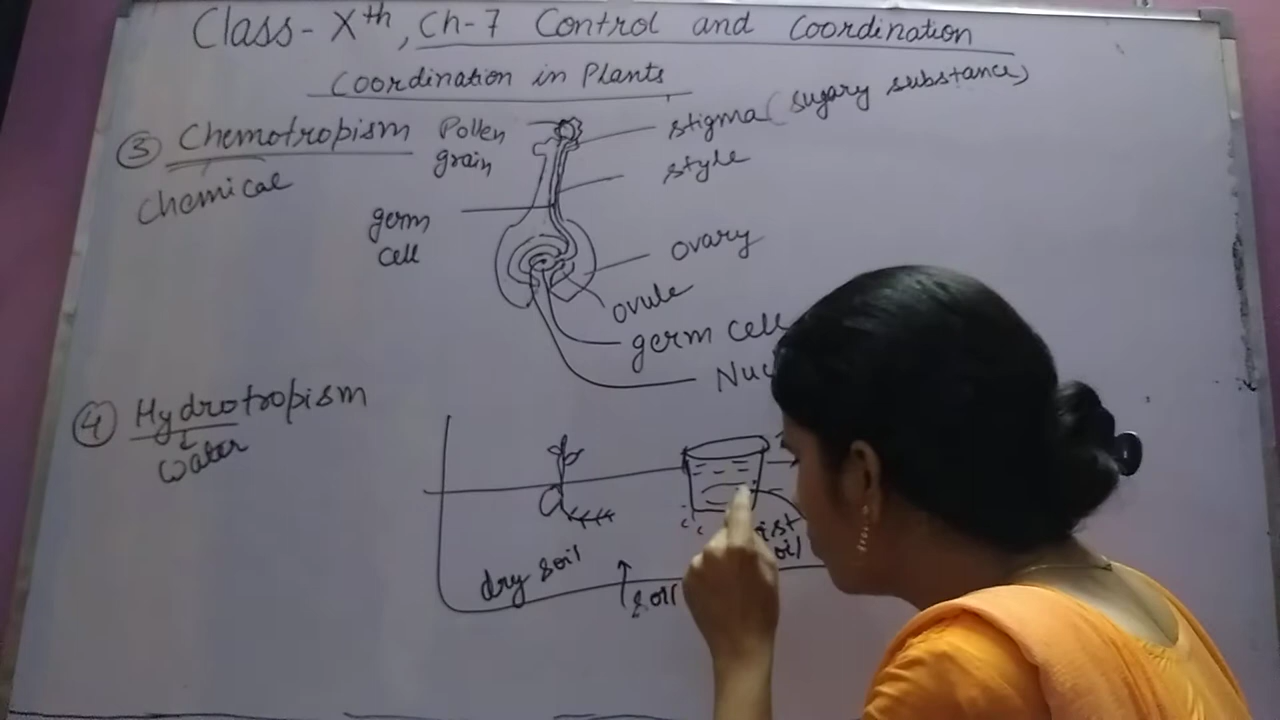 Class-Xth, Ch-7 Control and Coordination
Coordination in Plants
③ Chemotropism
Chemical
Pollen
grain
stigma (sugary substance)
style
germ
cell
ovary
ovule
germ cell
④ Hydrotropism
water
dry soil
soil